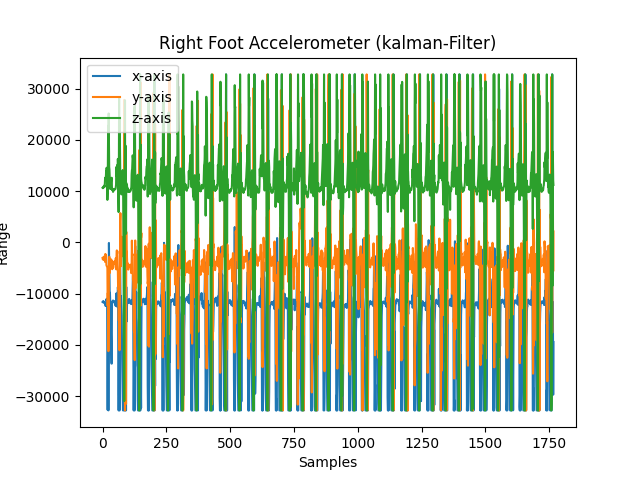 Right Foot Accelerometer (kalman-Filter)
x-axis
y-axis
z-axis
30000
20000
10000
0
−10000
−20000
−30000
Range
0 250 500 750 1000 1250 1500 1750
Samples